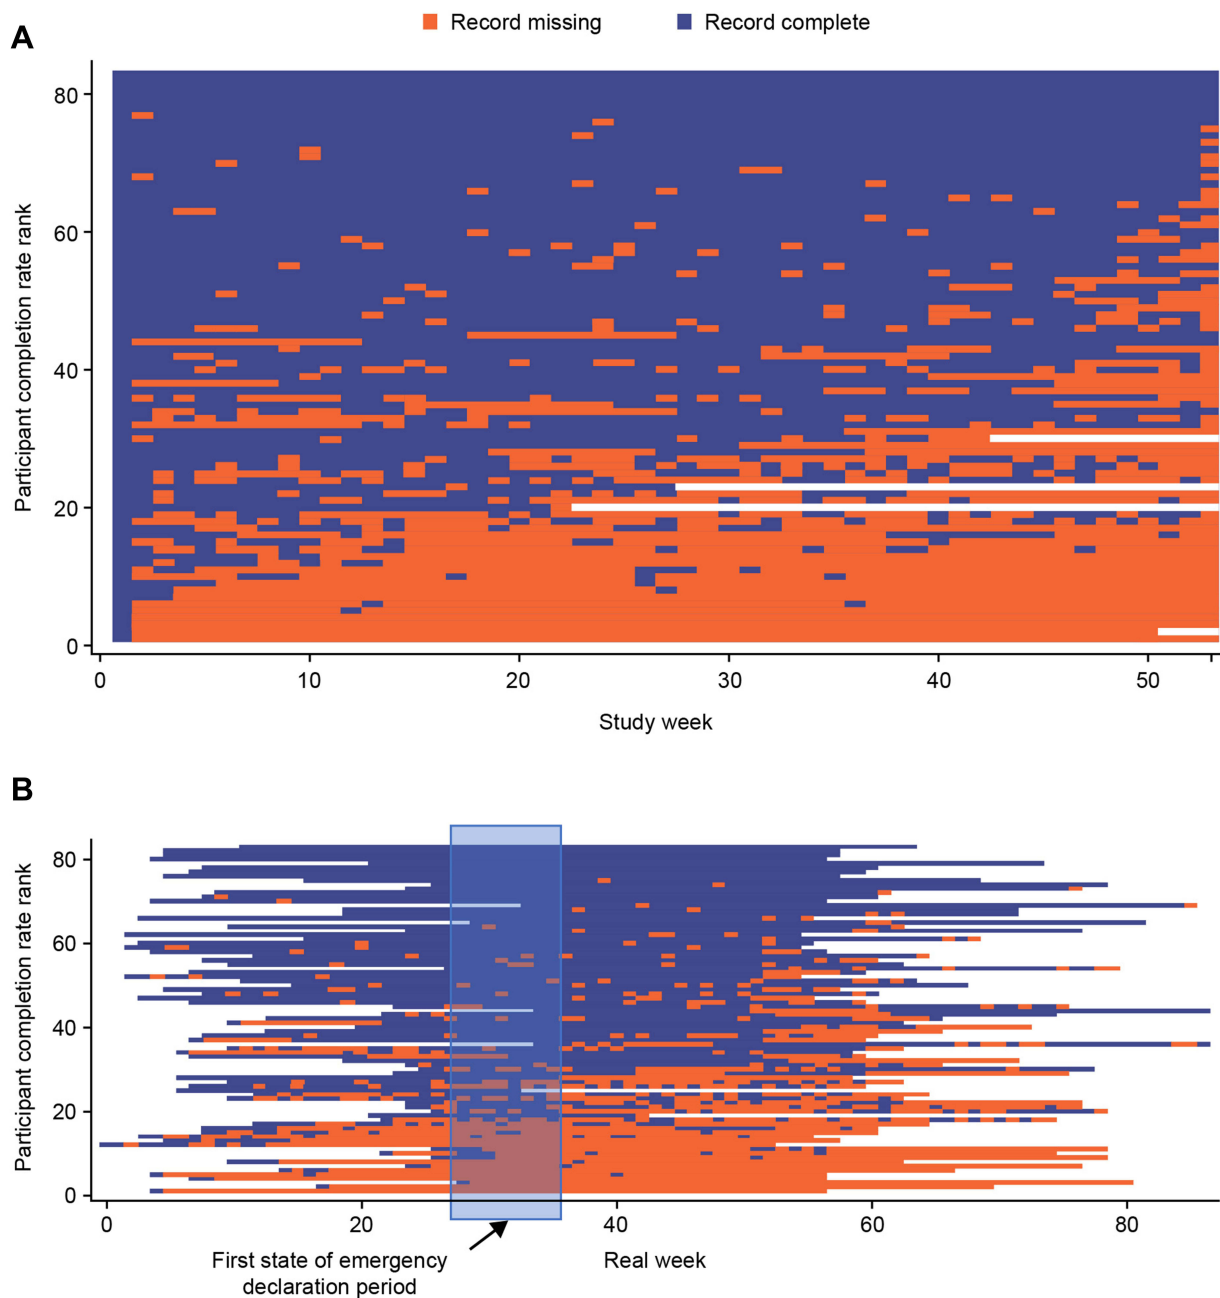 Record missing Record complete
A
Participant completion rate rank
80
60
40
20
0
0 10 20 30 40 50
Study week
B
Participant completion rate rank
80
60
40
20
0
0 20 40 60 80
First state of emergency
declaration period
Real week